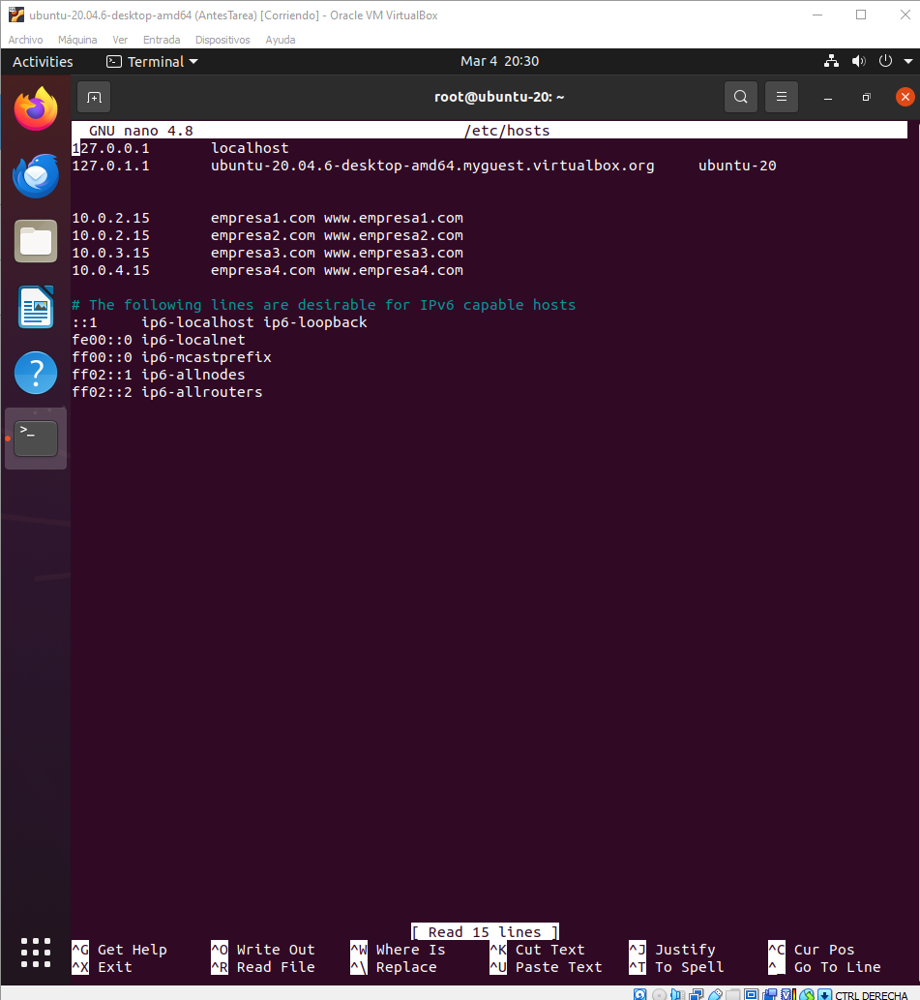 ubuntu-20.04.6-desktop-amd64 (AntesTarea) [Corriendo] - Oracle VM VirtualBox
Archivo Máquina Ver Entrada Dispositivos Ayuda
Activities Terminal Mar 4 20:30
root@ubuntu-20: ~
GNU nano 4.8 /etc/hosts
127.0.0.1 localhost
127.0.1.1 ubuntu-20.04.6-desktop-amd64.myguest.virtualbox.org ubuntu-20
10.0.2.15 empresa1.com www.empresa1.com
10.0.2.15 empresa2.com www.empresa2.com
10.0.3.15 empresa3.com www.empresa3.com
10.0.4.15 empresa4.com www.empresa4.com
# The following lines are desirable for IPv6 capable hosts
::1 ip6-localhost ip6-loopback
fe00::0 ip6-localnet
ff00::0 ip6-mcastprefix
ff02::1 ip6-allnodes
ff02::2 ip6-allrouters
[ Read 15 lines ]
^G Get Help ^O Write Out ^W Where Is ^K Cut Text ^J Justify ^C Cur Pos
^X Exit ^R Read File ^\ Replace ^U Paste Text ^T To Spell ^_ Go To Line
CTRL DERECHA